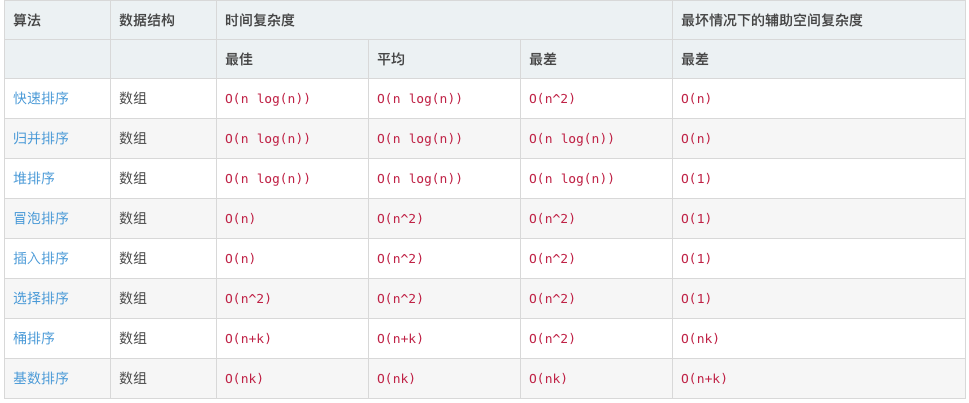 算法 数据结构 时间复杂度 最坏情况下的辅助空间复杂度
最佳 平均 最差 最差
快速排序 数组 O(n log(n)) O(n log(n)) O(n^2) O(n)
归并排序 数组 O(n log(n)) O(n log(n)) O(n log(n)) O(n)
堆排序 数组 O(n log(n)) O(n log(n)) O(n log(n)) O(1)
冒泡排序 数组 O(n) O(n^2) O(n^2) O(1)
插入排序 数组 O(n) O(n^2) O(n^2) O(1)
选择排序 数组 O(n^2) O(n^2) O(n^2) O(1)
桶排序 数组 O(n+k) O(n+k) O(n^2) O(nk)
基数排序 数组 O(nk) O(nk) O(nk) O(n+k)